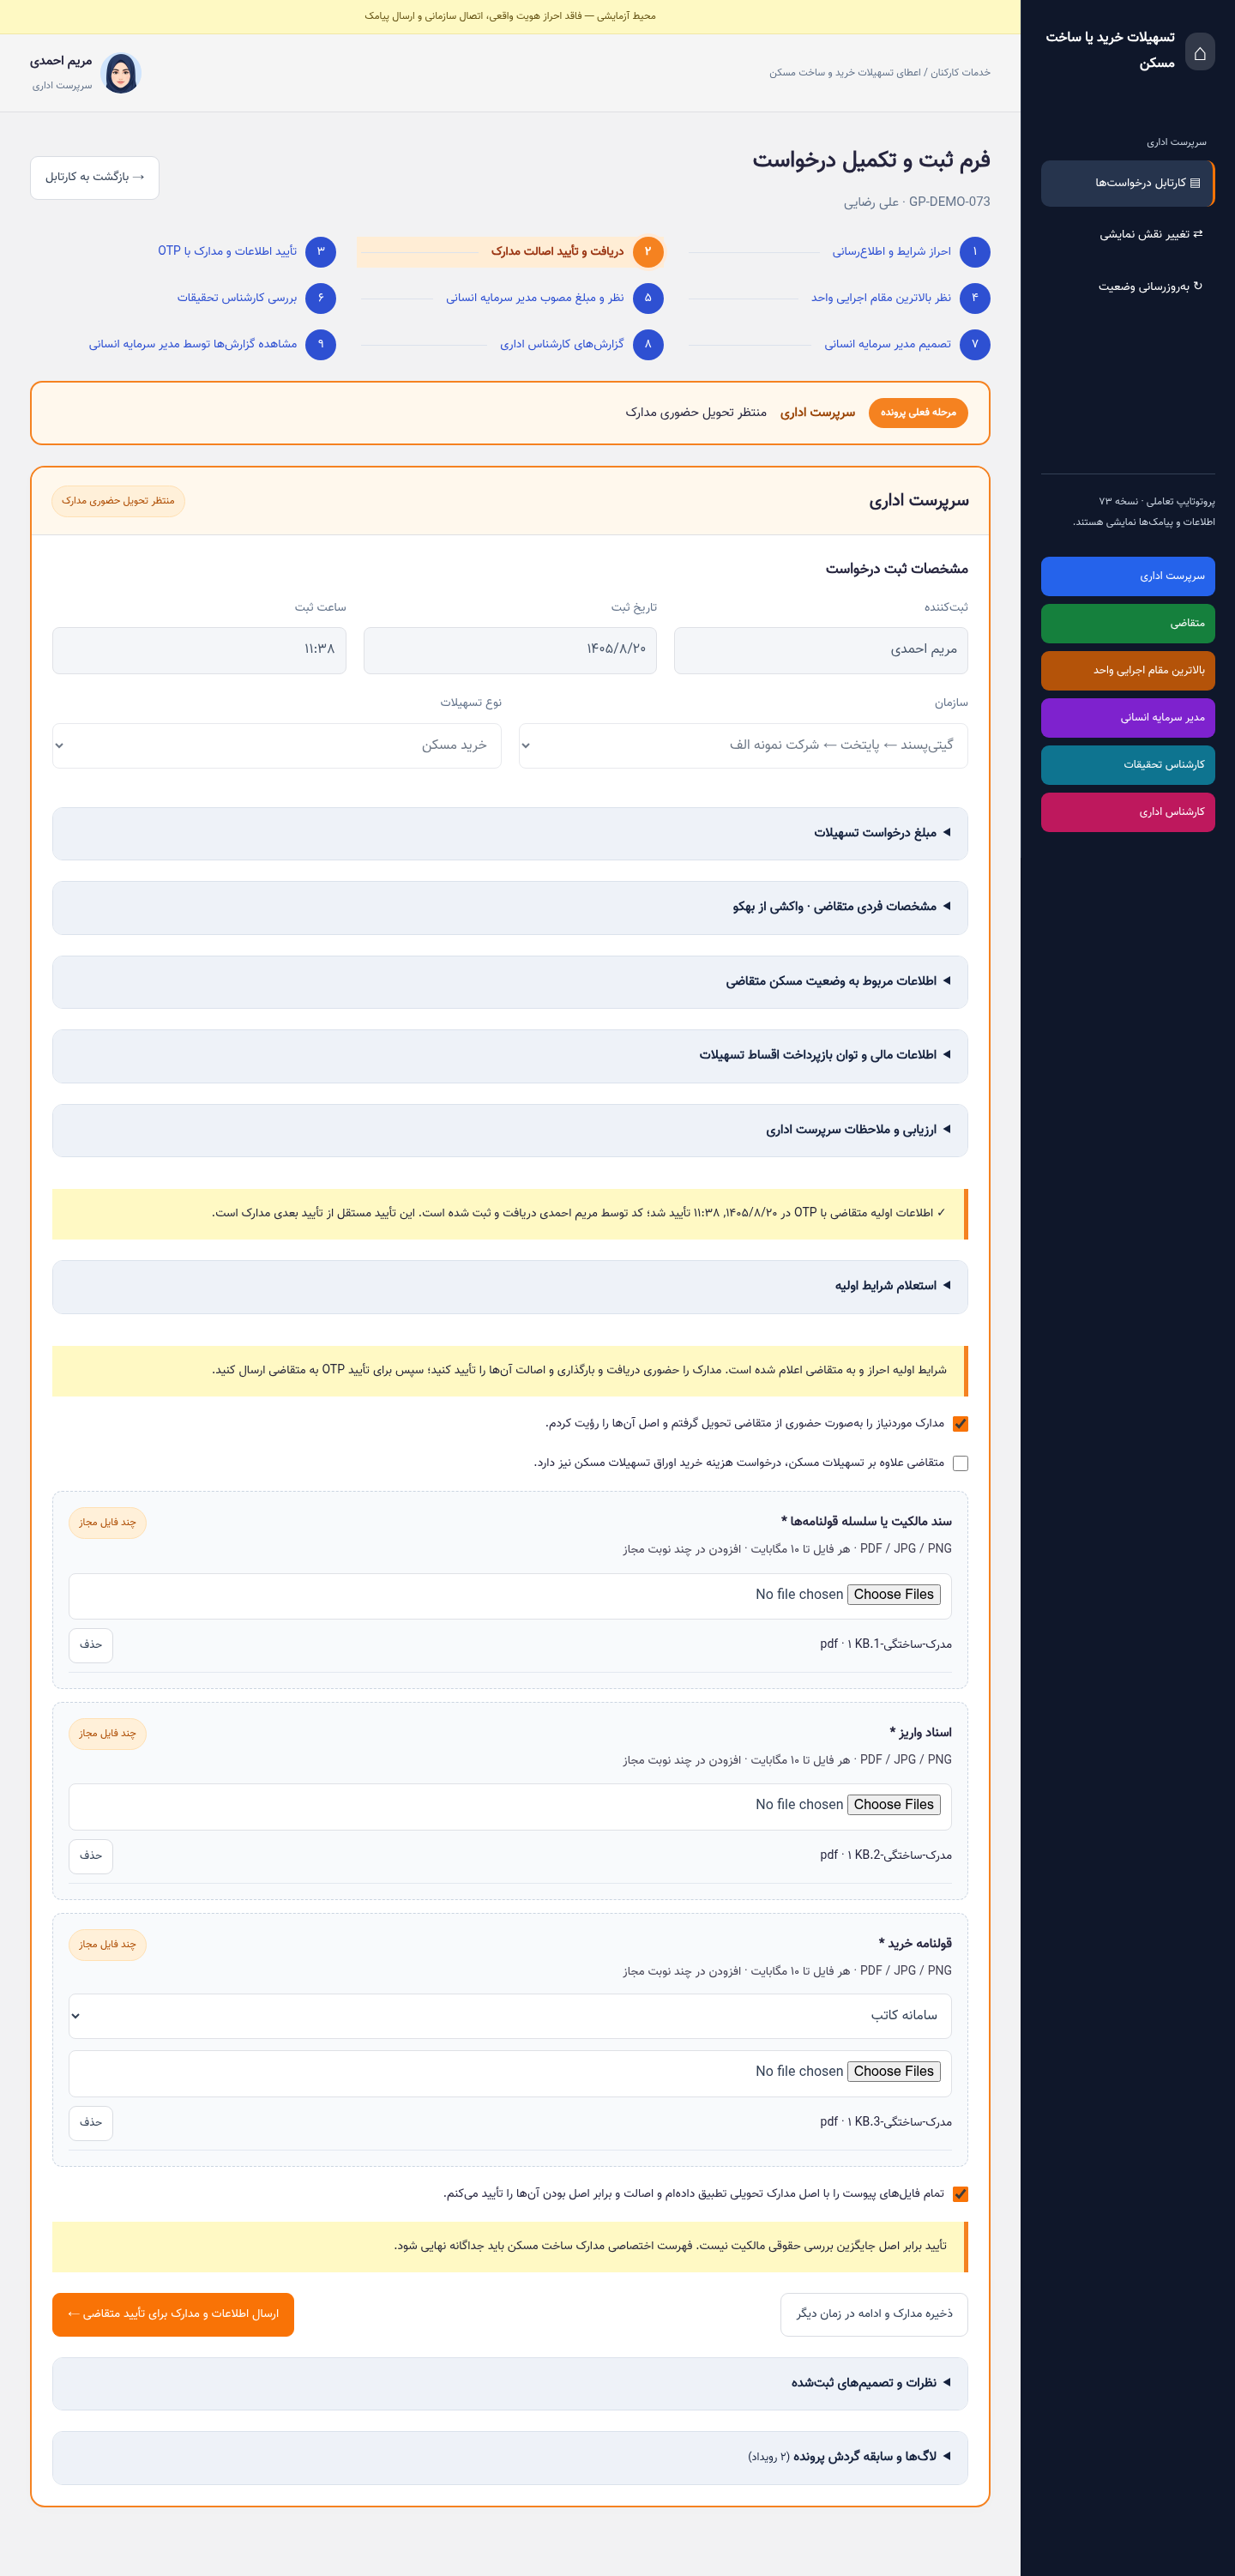 محیط آزمایشی — فاقد احراز هویت واقعی، اتصال سازمانی و ارسال پیامک
تسهیلات خرید یا ساخت
مسکن
سرپرست اداری
▤ کارتابل درخواست‌ها
⇄ تغییر نقش نمایشی
↻ به‌روزرسانی وضعیت
پروتوتایپ تعاملی · نسخه ۷۳
اطلاعات و پیامک‌ها نمایشی هستند.
سرپرست اداری
متقاضی
بالاترین مقام اجرایی واحد
مدیر سرمایه انسانی
کارشناس تحقیقات
کارشناس اداری
خدمات کارکنان / اعطای تسهیلات خرید و ساخت مسکن
مریم احمدی
سرپرست اداری
فرم ثبت و تکمیل درخواست
GP-DEMO-073 · علی رضایی
→ بازگشت به کارتابل
۱ احراز شرایط و اطلاع‌رسانی
۲ دریافت و تأیید اصالت مدارک
۳ تأیید اطلاعات و مدارک با OTP
۴ نظر بالاترین مقام اجرایی واحد
۵ نظر و مبلغ مصوب مدیر سرمایه انسانی
۶ بررسی کارشناس تحقیقات
۷ تصمیم مدیر سرمایه انسانی
۸ گزارش‌های کارشناس اداری
۹ مشاهده گزارش‌ها توسط مدیر سرمایه انسانی
مرحله فعلی پرونده سرپرست اداری منتظر تحویل حضوری مدارک
سرپرست اداری
منتظر تحویل حضوری مدارک
مشخصات ثبت درخواست
ثبت‌کننده
تاریخ ثبت
ساعت ثبت
مریم احمدی
۱۴۰۵/۸/۲۰
۱۱:۳۸
سازمان
نوع تسهیلات
گیتی‌پسند ← پایتخت ← شرکت نمونه الف
خرید مسکن
مبلغ درخواست تسهیلات
مشخصات فردی متقاضی · واکشی از بهکو
اطلاعات مربوط به وضعیت مسکن متقاضی
اطلاعات مالی و توان بازپرداخت اقساط تسهیلات
ارزیابی و ملاحظات سرپرست اداری
✓ اطلاعات اولیه متقاضی با OTP در ۱۴۰۵/۸/۲۰, ۱۱:۳۸ تأیید شد؛ کد توسط مریم احمدی دریافت و ثبت شده است. این تأیید مستقل از تأیید بعدی مدارک است.
استعلام شرایط اولیه
شرایط اولیه احراز و به متقاضی اعلام شده است. مدارک را حضوری دریافت و بارگذاری و اصالت آن‌ها را تأیید کنید؛ سپس برای تأیید OTP به متقاضی ارسال کنید.
مدارک موردنیاز را به‌صورت حضوری از متقاضی تحویل گرفتم و اصل آن‌ها را رؤیت کردم.
متقاضی علاوه بر تسهیلات مسکن، درخواست هزینه خرید اوراق تسهیلات مسکن نیز دارد.
سند مالکیت یا سلسله قولنامه‌ها *
چند فایل مجاز
PDF / JPG / PNG · هر فایل تا ۱۰ مگابایت · افزودن در چند نوبت مجاز
Choose Files No file chosen
مدرک-ساختگی-1.pdf · ۱ KB
حذف
اسناد واریز *
چند فایل مجاز
PDF / JPG / PNG · هر فایل تا ۱۰ مگابایت · افزودن در چند نوبت مجاز
Choose Files No file chosen
مدرک-ساختگی-2.pdf · ۱ KB
حذف
قولنامه خرید *
چند فایل مجاز
PDF / JPG / PNG · هر فایل تا ۱۰ مگابایت · افزودن در چند نوبت مجاز
سامانه کاتب
Choose Files No file chosen
مدرک-ساختگی-3.pdf · ۱ KB
حذف
تمام فایل‌های پیوست را با اصل مدارک تحویلی تطبیق داده‌ام و اصالت و برابر اصل بودن آن‌ها را تأیید می‌کنم.
تأیید برابر اصل جایگزین بررسی حقوقی مالکیت نیست. فهرست اختصاصی مدارک ساخت مسکن باید جداگانه نهایی شود.
ذخیره مدارک و ادامه در زمان دیگر
ارسال اطلاعات و مدارک برای تأیید متقاضی ←
نظرات و تصمیم‌های ثبت‌شده
لاگ‌ها و سابقه گردش پرونده (۲ رویداد)